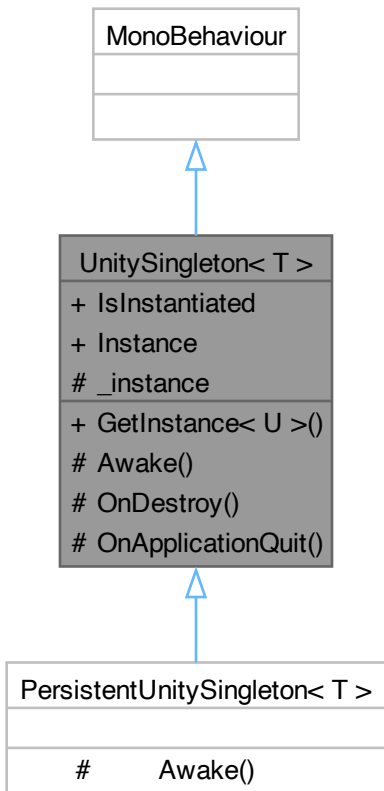 MonoBehaviour
UnitySingleton< T >
+ IsInstantiated
+ Instance
# _instance
+ GetInstance< U >()
# Awake()
# OnDestroy()
# OnApplicationQuit()
PersistentUnitySingleton< T >
# Awake()